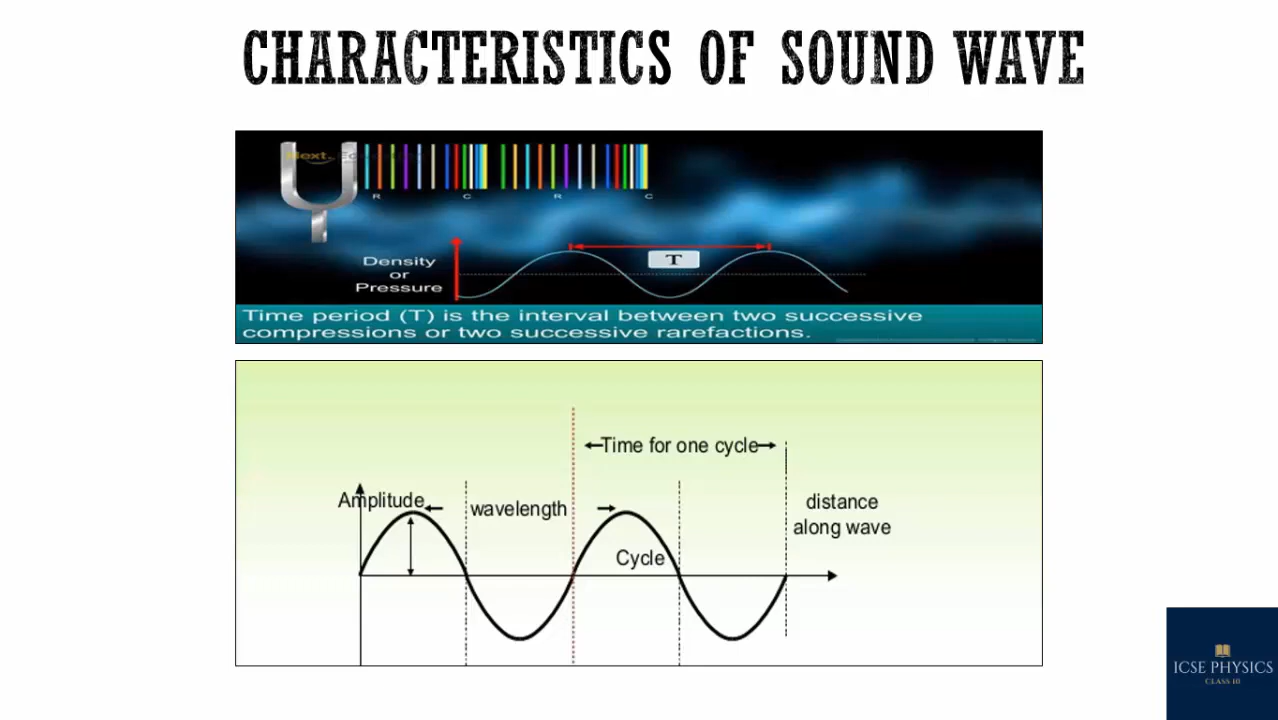 CHARACTERISTICS OF SOUND WAVE
Next
R C R C
T
Density
or
Pressure
Time period (T) is the interval between two successive
compressions or two successive rarefactions.
Time for one cycle
Amplitude
wavelength
distance
along wave
Cycle
ICSE PHYSICS
CLASS 10